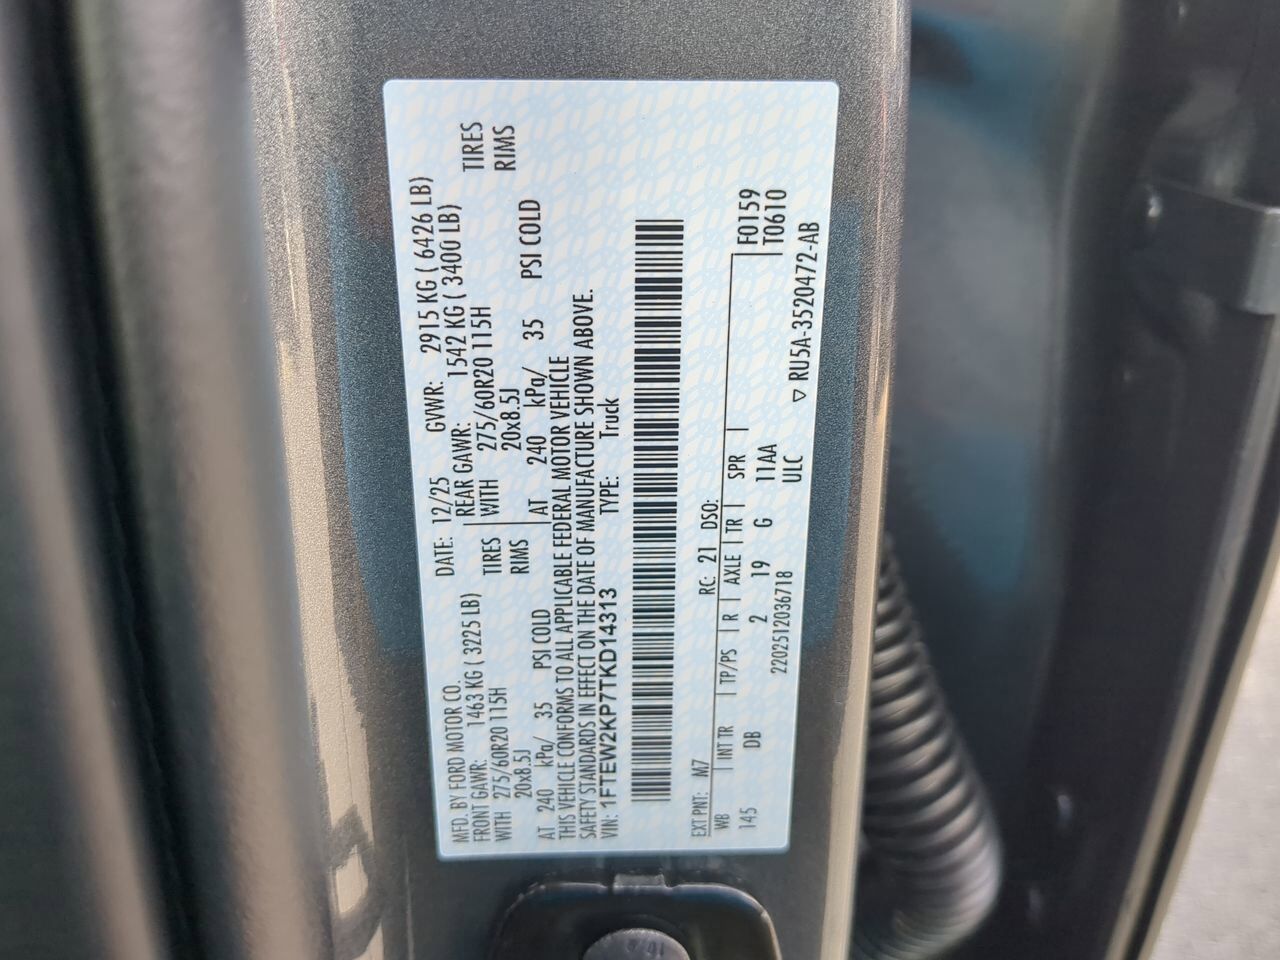 MFD. BY FORD MOTOR CO. DATE: 12/25 GVWR: 2915 KG ( 6426 LB)
FRONT GAWR: 1463 KG ( 3225 LB) REAR GAWR: 1542 KG ( 3400 LB)
WITH 275/60R20 115H TIRES WITH 275/60R20 115H TIRES
20x8.5J RIMS 20x8.5J RIMS
AT 240 kPa/ 35 PSI COLD AT 240 kPa/ 35 PSI COLD
THIS VEHICLE CONFORMS TO ALL APPLICABLE FEDERAL MOTOR VEHICLE
SAFETY STANDARDS IN EFFECT ON THE DATE OF MANUFACTURE SHOWN ABOVE.
VIN: 1FTEW2KP7TKD14313 TYPE: Truck
EXT PNT: M7 RC: 21 DSO:
WB INT TR TP/PS R AXLE TR SPR F0159
145 DB 2 19 G 11AA T0610
2202512036718 ULC
▽ RU5A-3520472-AB